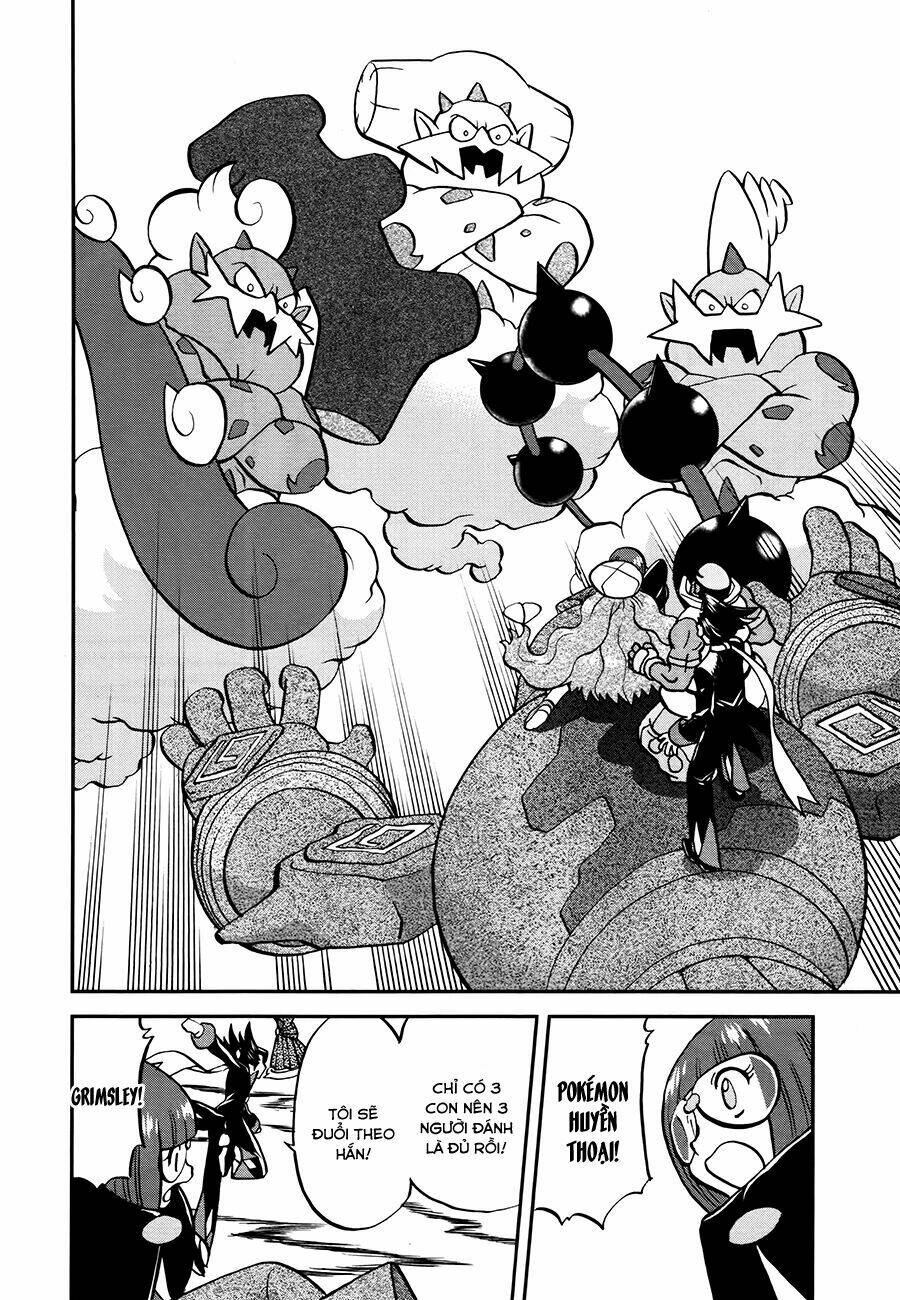 POKÉMON
HUYỀN
THOẠI!
CHỈ CÓ 3
CON NÊN 3
NGƯỜI ĐÁNH
LÀ ĐỦ RỒI!
TÔI SẼ
ĐUỔI THEO
HẮN!
GRIMSLEY!